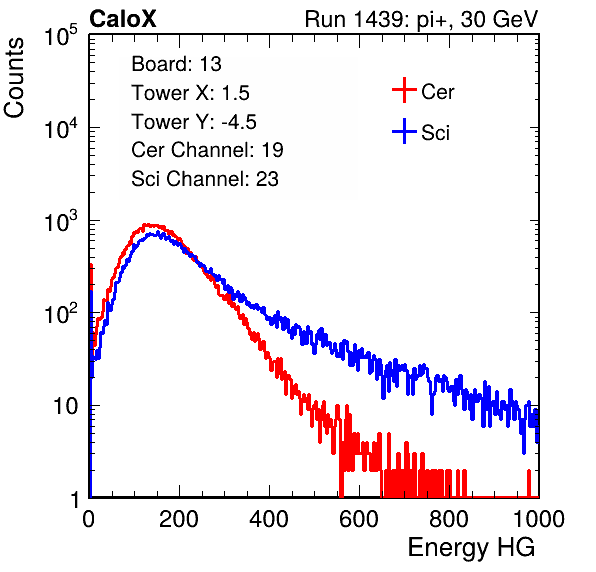 CaloX Run 1439: pi+, 30 GeV
Counts
Board: 13
Tower X: 1.5
Tower Y: -4.5
Cer Channel: 19
Sci Channel: 23
Cer
Sci
10^5
10^4
10^3
10^2
10
1
0 200 400 600 800 1000
Energy HG